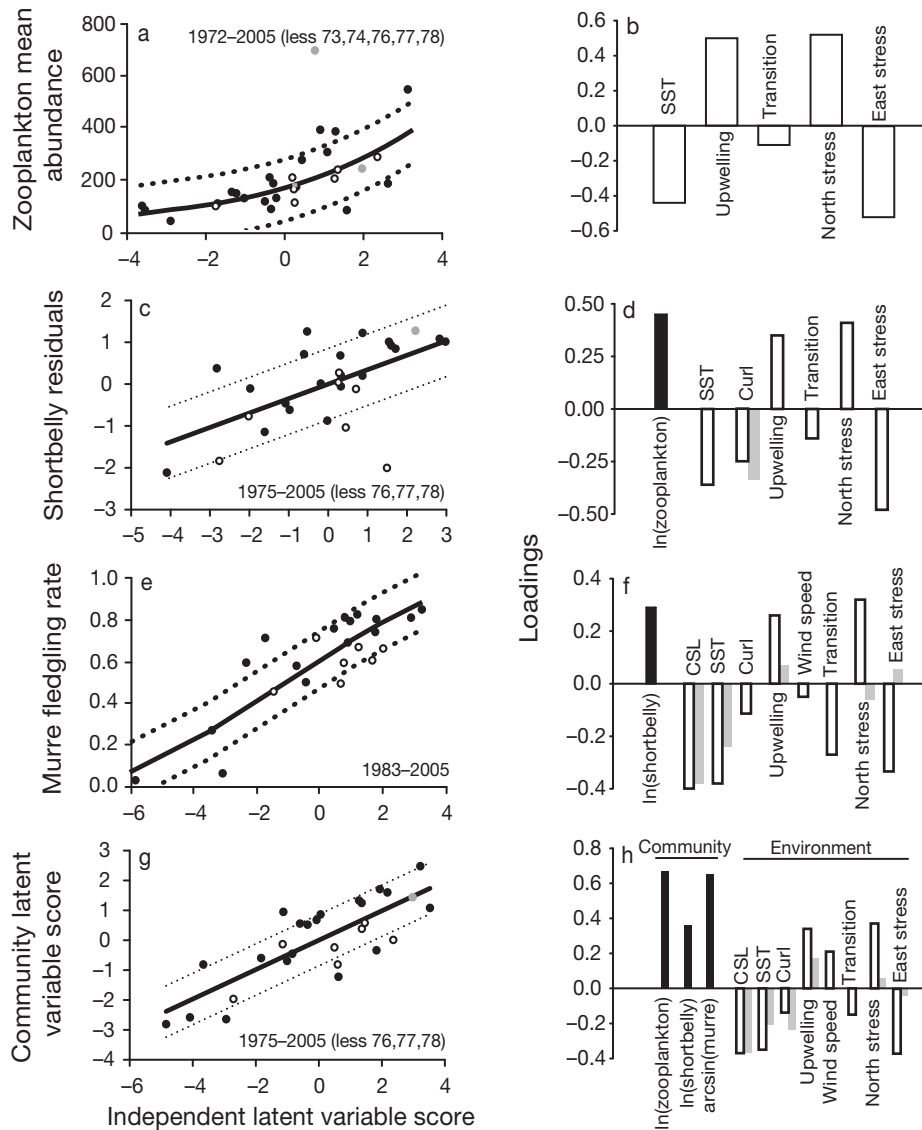 a
1972–2005 (less 73,74,76,77,78)
Zooplankton mean
abundance
800
600
400
200
0
−4
−2
0
2
4
b
0.6
0.4
0.2
0.0
−0.2
−0.4
−0.6
SST
Upwelling
Transition
North stress
East stress
c
Shortbelly residuals
2
1
0
−1
−2
−3
1975–2005 (less 76,77,78)
−5
−4
−3
−2
−1
0
1
2
3
d
0.50
0.25
0.00
−0.25
−0.50
ln(zooplankton)
SST
Curl
Upwelling
Transition
North stress
East stress
Loadings
e
Murre fledgling rate
1.0
0.8
0.6
0.4
0.2
0.0
1983–2005
−6
−4
−2
0
2
4
f
0.4
0.2
0.0
−0.2
−0.4
ln(shortbelly)
CSL
SST
Curl
Upwelling
Wind speed
Transition
North stress
East stress
g
Community latent
variable score
3
2
1
0
−1
−2
−3
−4
1975–2005 (less 76,77,78)
−6
−4
−2
0
2
4
Independent latent variable score
h
Community
Environment
0.8
0.6
0.4
0.2
0.0
−0.2
−0.4
ln(zooplankton)
ln(shortbelly)
arcsin(murre)
CSL
SST
Curl
Upwelling
Wind speed
Transition
North stress
East stress